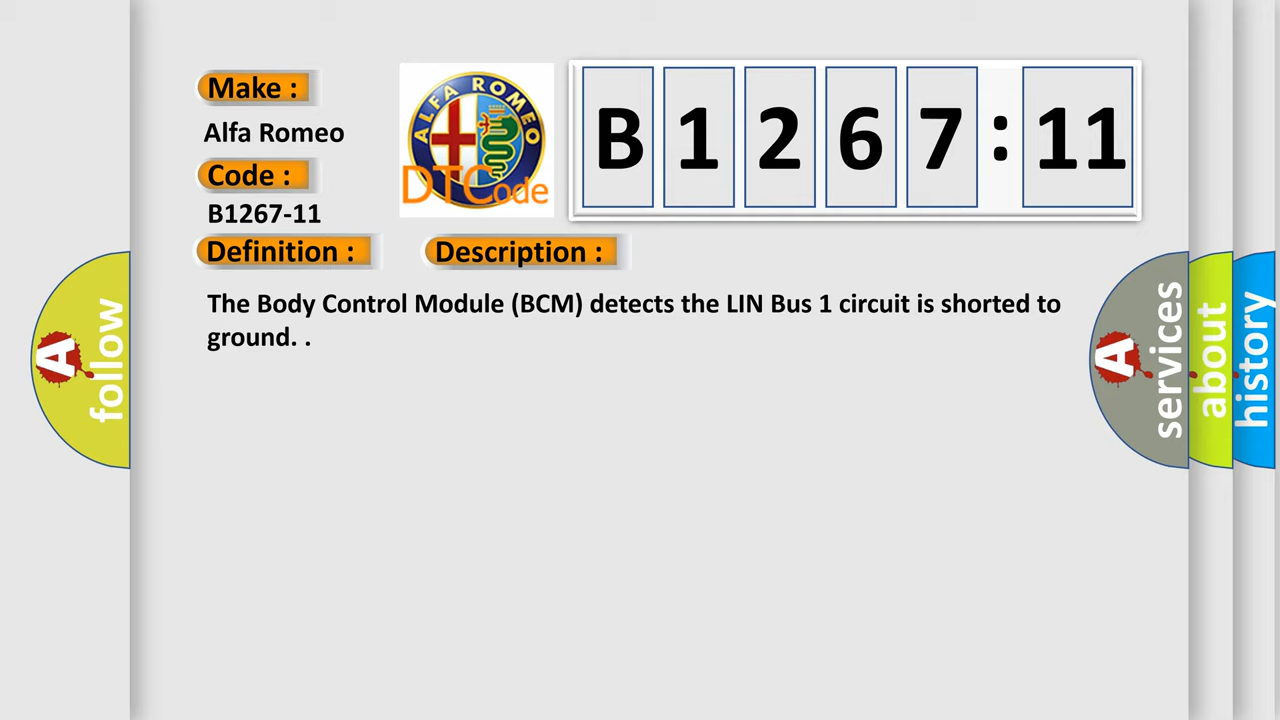 Make :
Alfa Romeo
Code :
B1267-11
ALFA ROMEO
DTCode
B 1 2 6 7 : 11
Definition :
Description :
The Body Control Module (BCM) detects the LIN Bus 1 circuit is shorted to
ground. .
A follow
A services
about
history